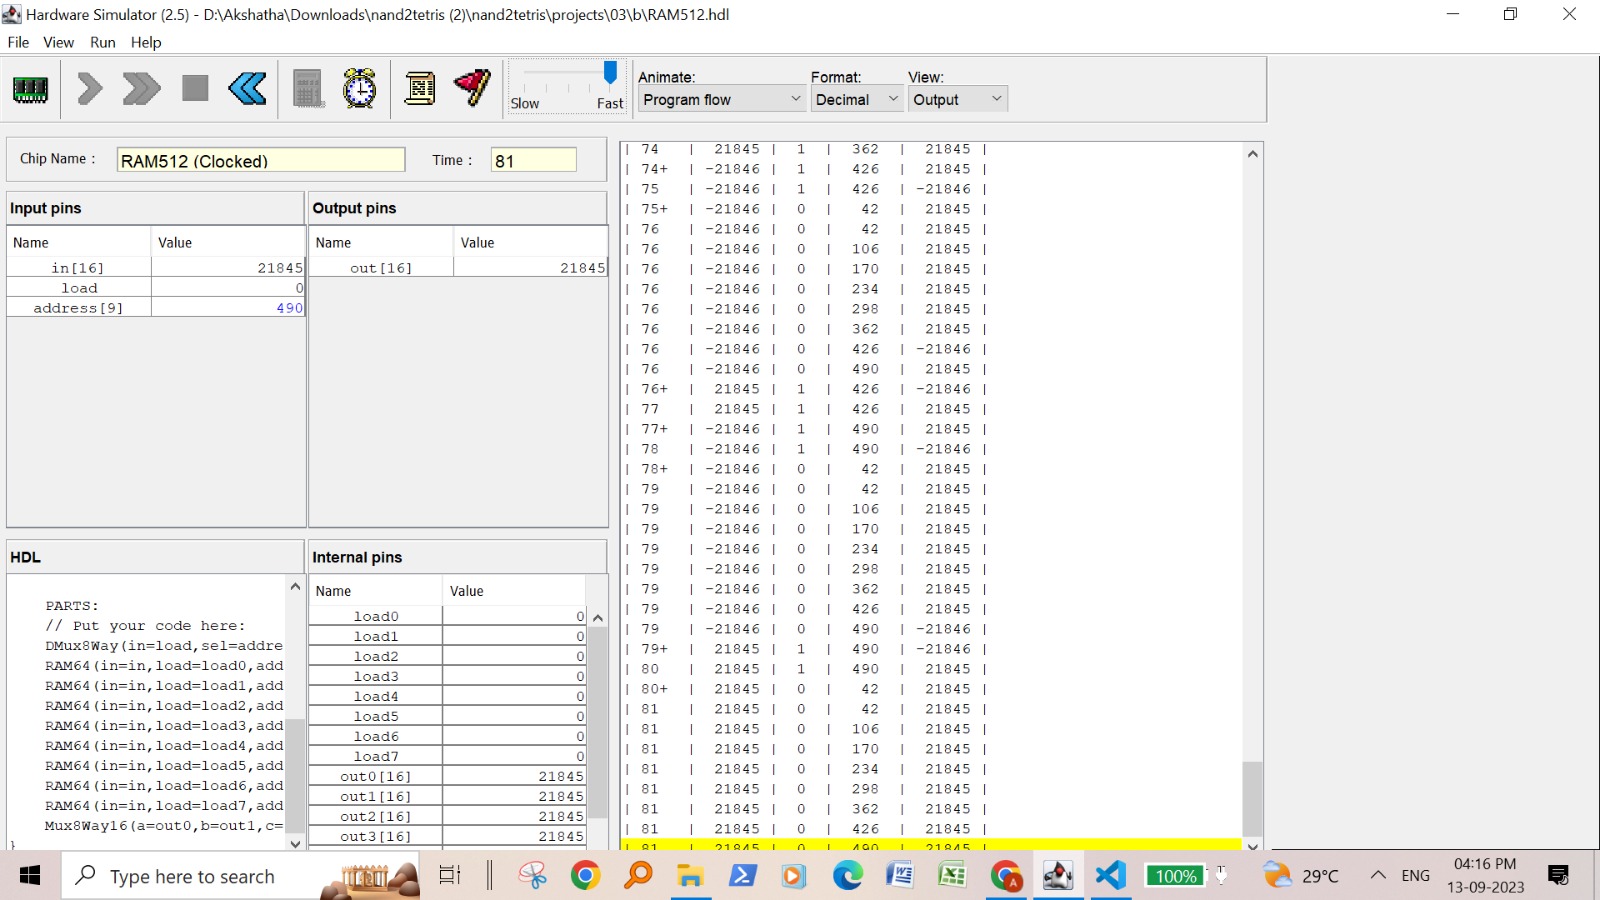 Hardware Simulator (2.5) - D:\Akshatha\Downloads\nand2tetris (2)\nand2tetris\projects\03\b\RAM512.hdl
File View Run Help
Slow Fast
Animate: Format: View:
Program flow Decimal Output
Chip Name : RAM512 (Clocked) Time : 81
Input pins
Name Value
in[16] 21845
load 0
address[9] 490
Output pins
Name Value
out[16] 21845
HDL
PARTS:
// Put your code here:
DMux8Way(in=load,sel=addre
RAM64(in=in,load=load0,add
RAM64(in=in,load=load1,add
RAM64(in=in,load=load2,add
RAM64(in=in,load=load3,add
RAM64(in=in,load=load4,add
RAM64(in=in,load=load5,add
RAM64(in=in,load=load6,add
RAM64(in=in,load=load7,add
Mux8Way16(a=out0,b=out1,c=
}
Internal pins
Name Value
load0 0
load1 0
load2 0
load3 0
load4 0
load5 0
load6 0
load7 0
out0[16] 21845
out1[16] 21845
out2[16] 21845
out3[16] 21845
| 74 | 21845 | 1 | 362 | 21845 |
| 74+ | -21846 | 1 | 426 | 21845 |
| 75 | -21846 | 1 | 426 | -21846 |
| 75+ | -21846 | 0 | 42 | 21845 |
| 76 | -21846 | 0 | 42 | 21845 |
| 76 | -21846 | 0 | 106 | 21845 |
| 76 | -21846 | 0 | 170 | 21845 |
| 76 | -21846 | 0 | 234 | 21845 |
| 76 | -21846 | 0 | 298 | 21845 |
| 76 | -21846 | 0 | 362 | 21845 |
| 76 | -21846 | 0 | 426 | -21846 |
| 76 | -21846 | 0 | 490 | 21845 |
| 76+ | 21845 | 1 | 426 | -21846 |
| 77 | 21845 | 1 | 426 | 21845 |
| 77+ | -21846 | 1 | 490 | 21845 |
| 78 | -21846 | 1 | 490 | -21846 |
| 78+ | -21846 | 0 | 42 | 21845 |
| 79 | -21846 | 0 | 42 | 21845 |
| 79 | -21846 | 0 | 106 | 21845 |
| 79 | -21846 | 0 | 170 | 21845 |
| 79 | -21846 | 0 | 234 | 21845 |
| 79 | -21846 | 0 | 298 | 21845 |
| 79 | -21846 | 0 | 362 | 21845 |
| 79 | -21846 | 0 | 426 | 21845 |
| 79 | -21846 | 0 | 490 | -21846 |
| 79+ | 21845 | 1 | 490 | -21846 |
| 80 | 21845 | 1 | 490 | 21845 |
| 80+ | 21845 | 0 | 42 | 21845 |
| 81 | 21845 | 0 | 42 | 21845 |
| 81 | 21845 | 0 | 106 | 21845 |
| 81 | 21845 | 0 | 170 | 21845 |
| 81 | 21845 | 0 | 234 | 21845 |
| 81 | 21845 | 0 | 298 | 21845 |
| 81 | 21845 | 0 | 362 | 21845 |
| 81 | 21845 | 0 | 426 | 21845 |
| 81 | 21845 | 0 | 490 | 21845 |
Type here to search
100%
29°C
ENG
04:16 PM
13-09-2023